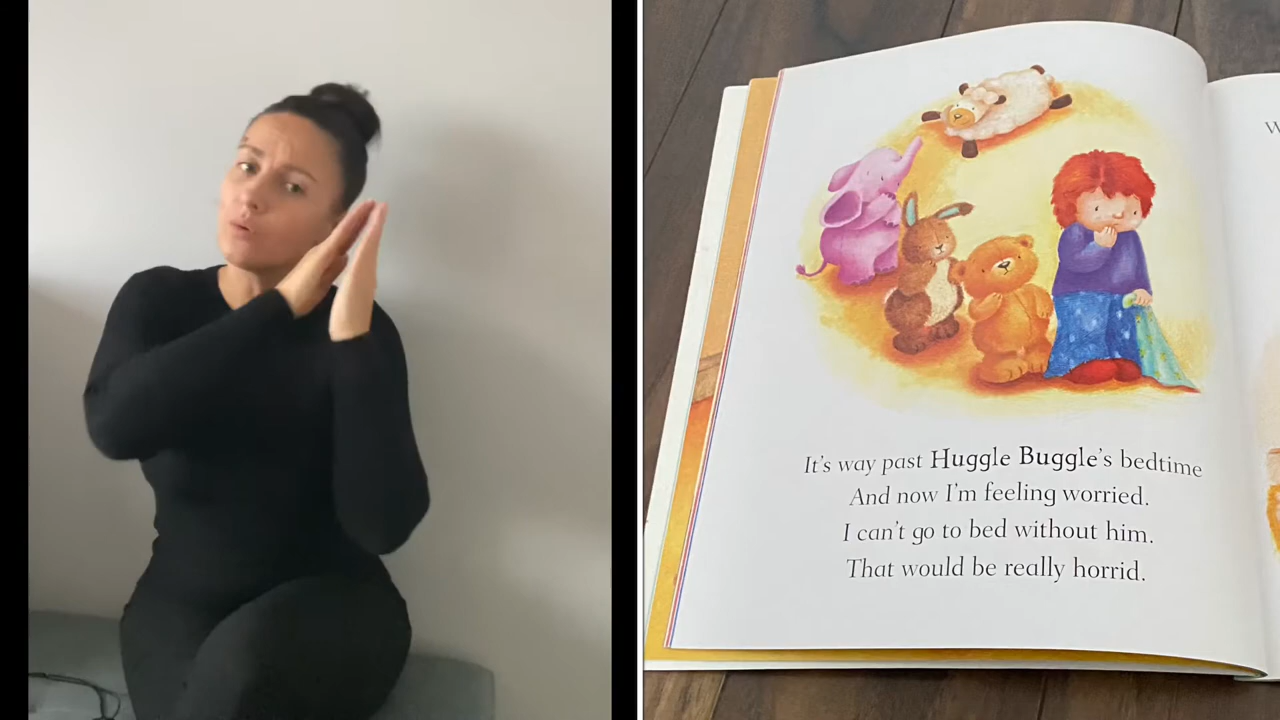 It's way past Huggle Buggle's bedtime
And now I'm feeling worried.
I can't go to bed without him.
That would be really horrid.